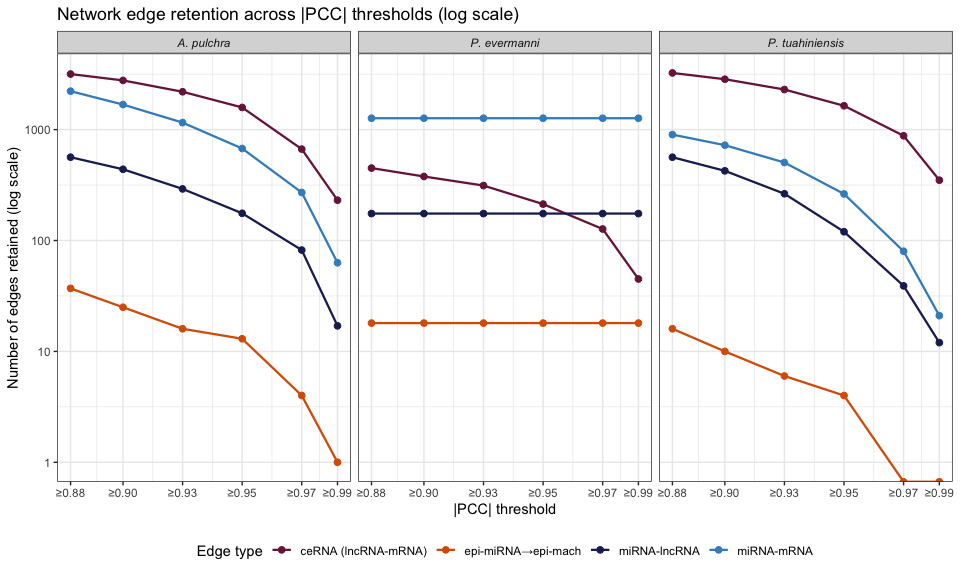 Network edge retention across |PCC| thresholds (log scale)
A. pulchra
P. evermanni
P. tuahiniensis
Number of edges retained (log scale)
1000
100
10
1
≥0.88 ≥0.90 ≥0.93 ≥0.95 ≥0.97 ≥0.99
≥0.88 ≥0.90 ≥0.93 ≥0.95 ≥0.97 ≥0.99
≥0.88 ≥0.90 ≥0.93 ≥0.95 ≥0.97 ≥0.99
|PCC| threshold
Edge type ceRNA (lncRNA-mRNA) epi-miRNA→epi-mach miRNA-lncRNA miRNA-mRNA